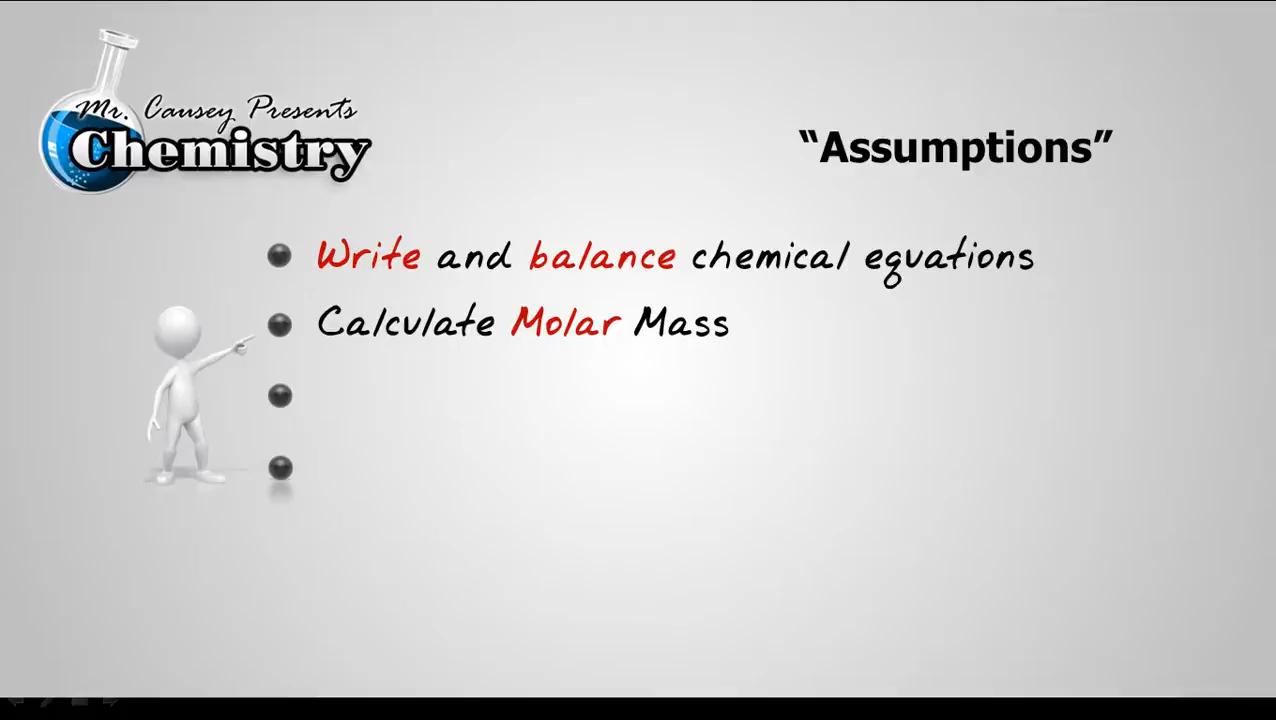 Mr. Causey Presents
Chemistry
“Assumptions”
Write and balance chemical equations
Calculate Molar Mass